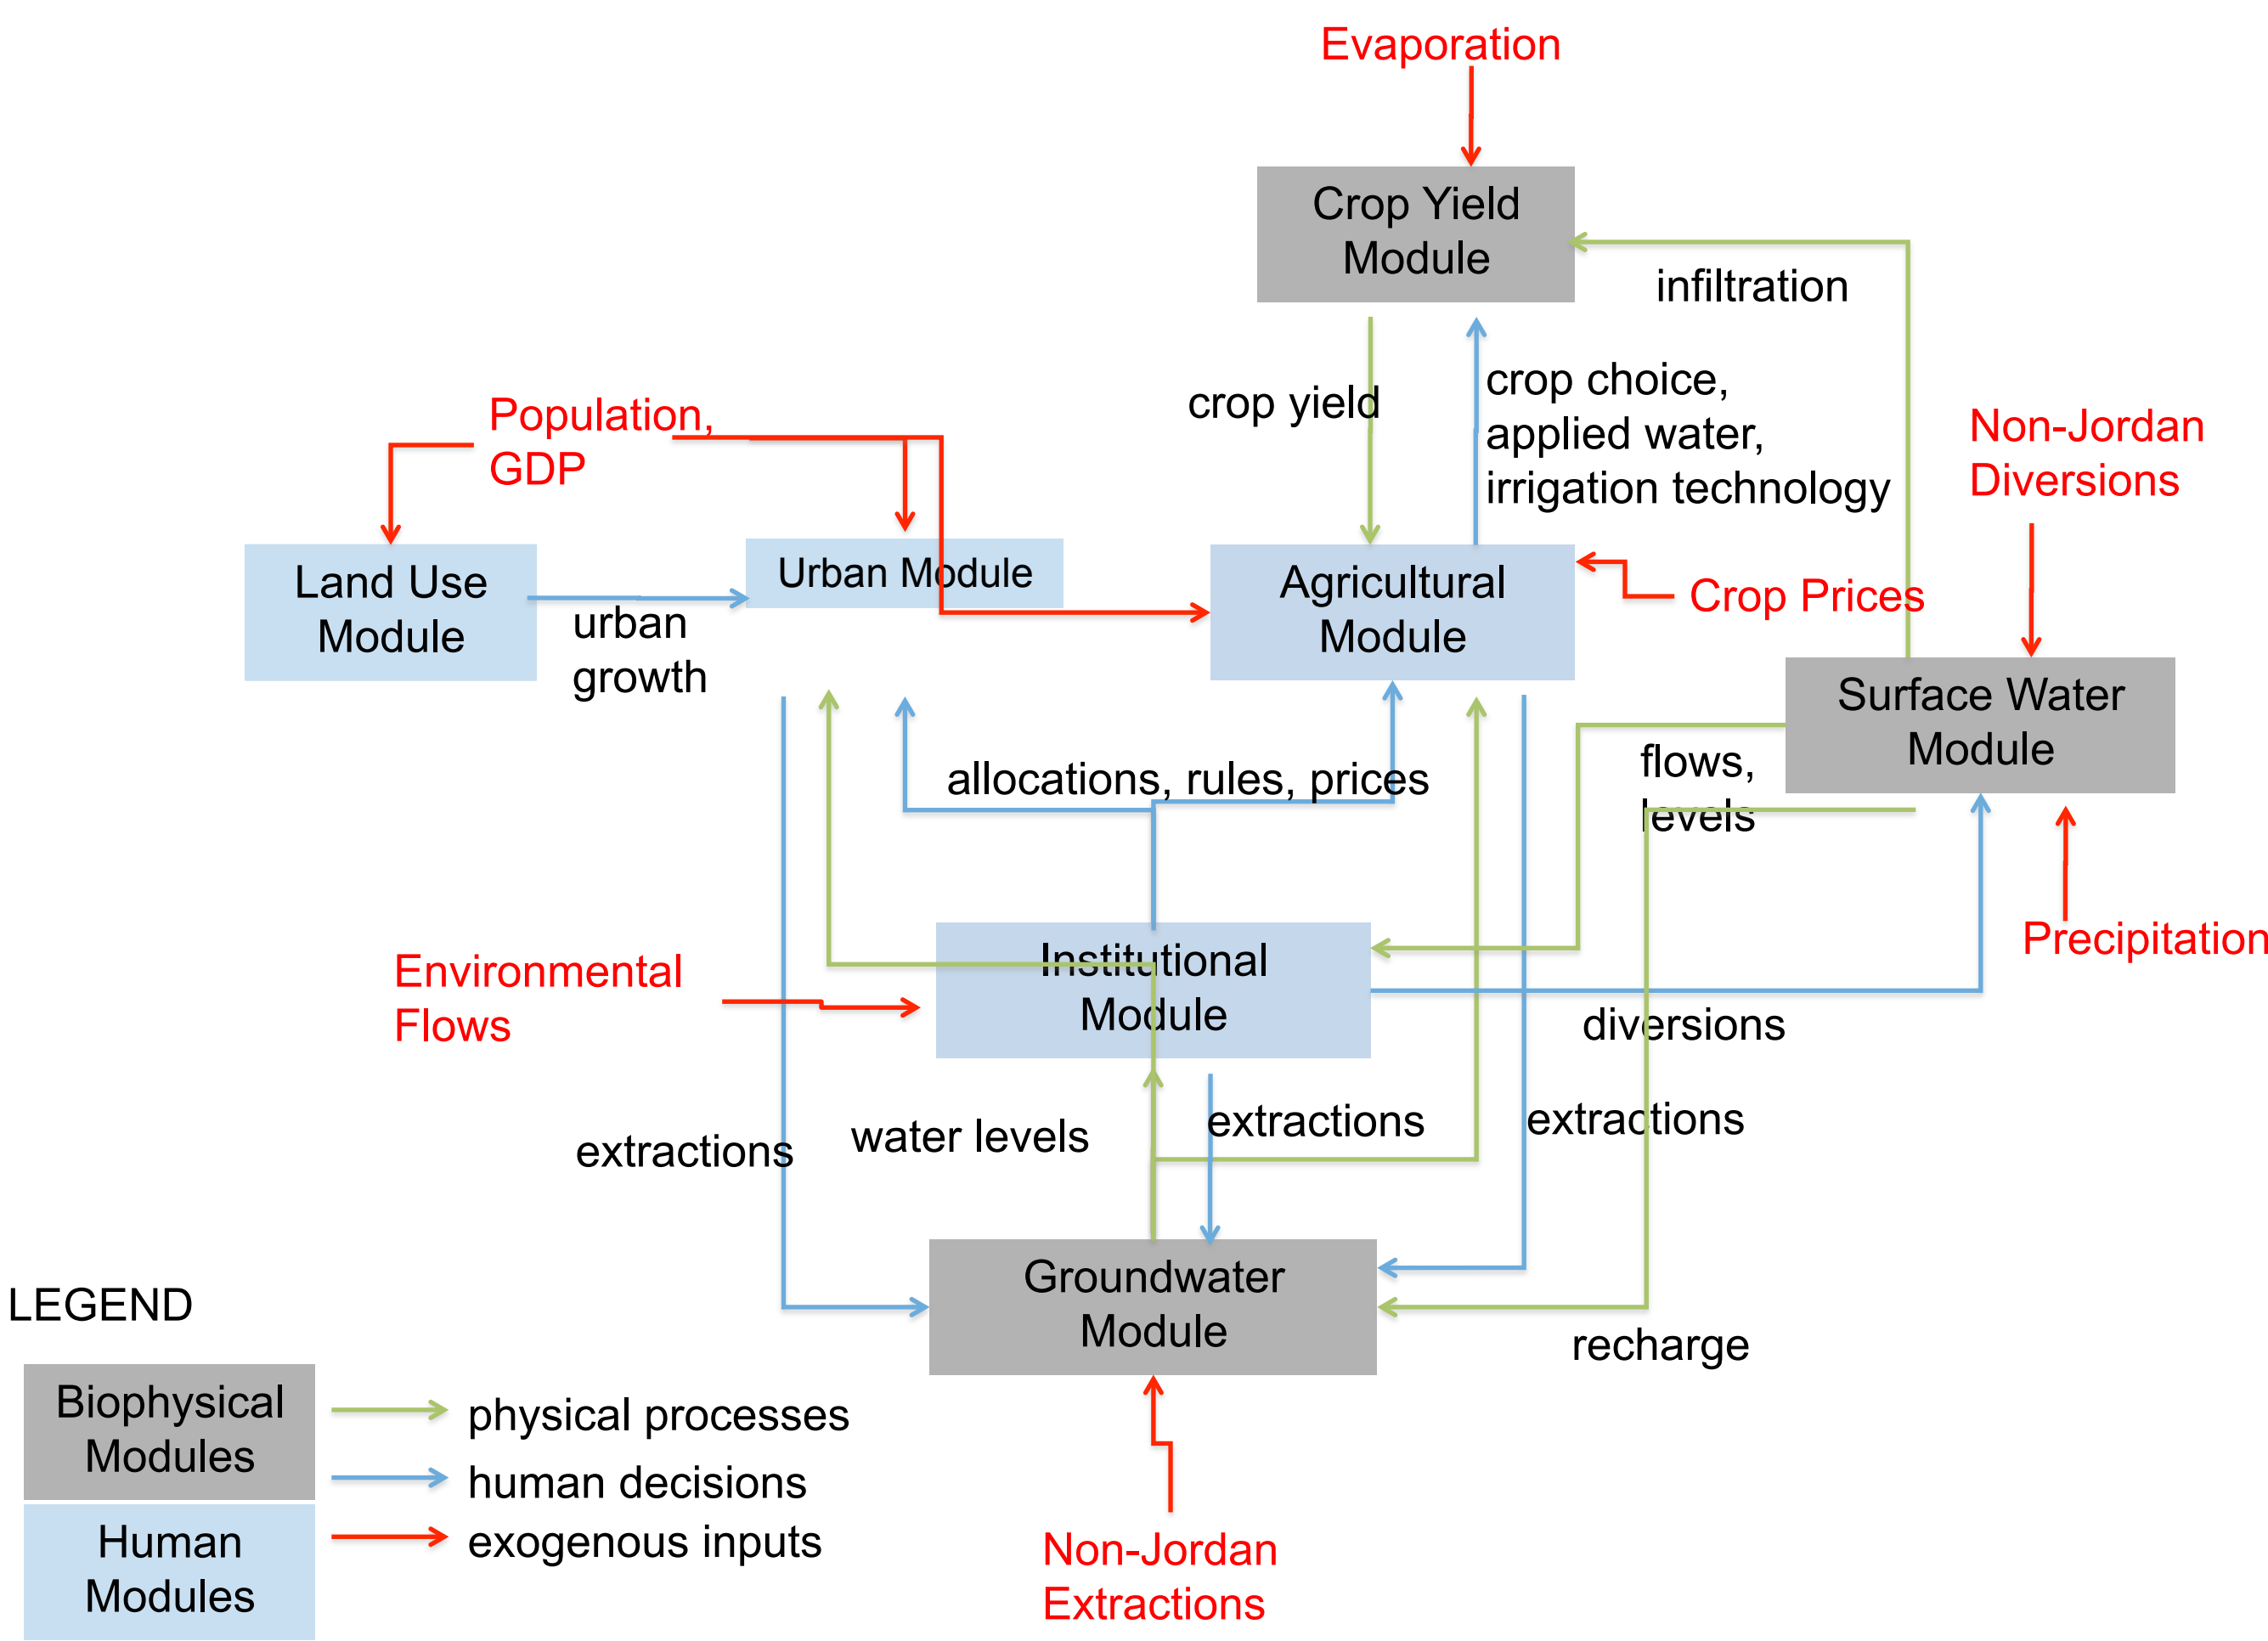 Evaporation
Crop Yield
Module
infiltration
crop yield
crop choice,
applied water,
irrigation technology
Population,
GDP
Non-Jordan
Diversions
Land Use
Module
urban
growth
Urban Module
Agricultural
Module
Crop Prices
Surface Water
Module
allocations, rules, prices
flows,
levels
Precipitation
Environmental
Flows
Institutional
Module
diversions
extractions
water levels
extractions
extractions
Groundwater
Module
recharge
Non-Jordan
Extractions
LEGEND
Biophysical
Modules
Human
Modules
physical processes
human decisions
exogenous inputs